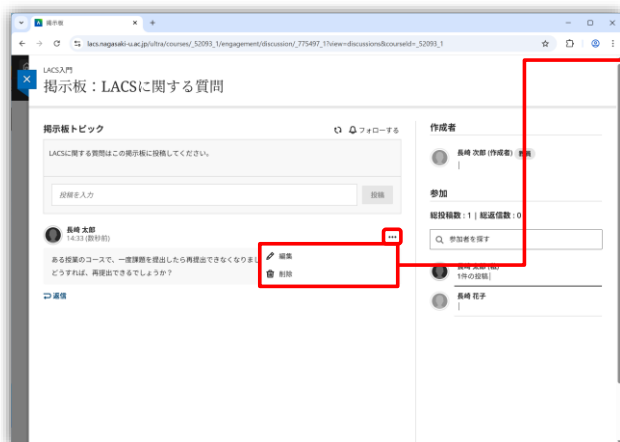 掲示板
lacs.nagasaki-u.ac.jp/ultra/courses/_52093_1/engagement/discussion/_775497_1?view=discussions&courseId=_52093_1
LACS入門
掲示板：LACSに関する質問
掲示板トピック
フォローする
LACSに関する質問はこの掲示板に投稿してください。
投稿を入力
投稿
長崎 太郎
14:33 (数秒前)
ある授業のコースで、一度課題を提出したら再提出できなくなりまし
どうすれば、再提出できるでしょうか？
編集
削除
返信
作成者
長崎 次郎 (作成者)
参加
総投稿数 : 1 | 総返信数 : 0
参加者を探す
1件の投稿
長崎 花子